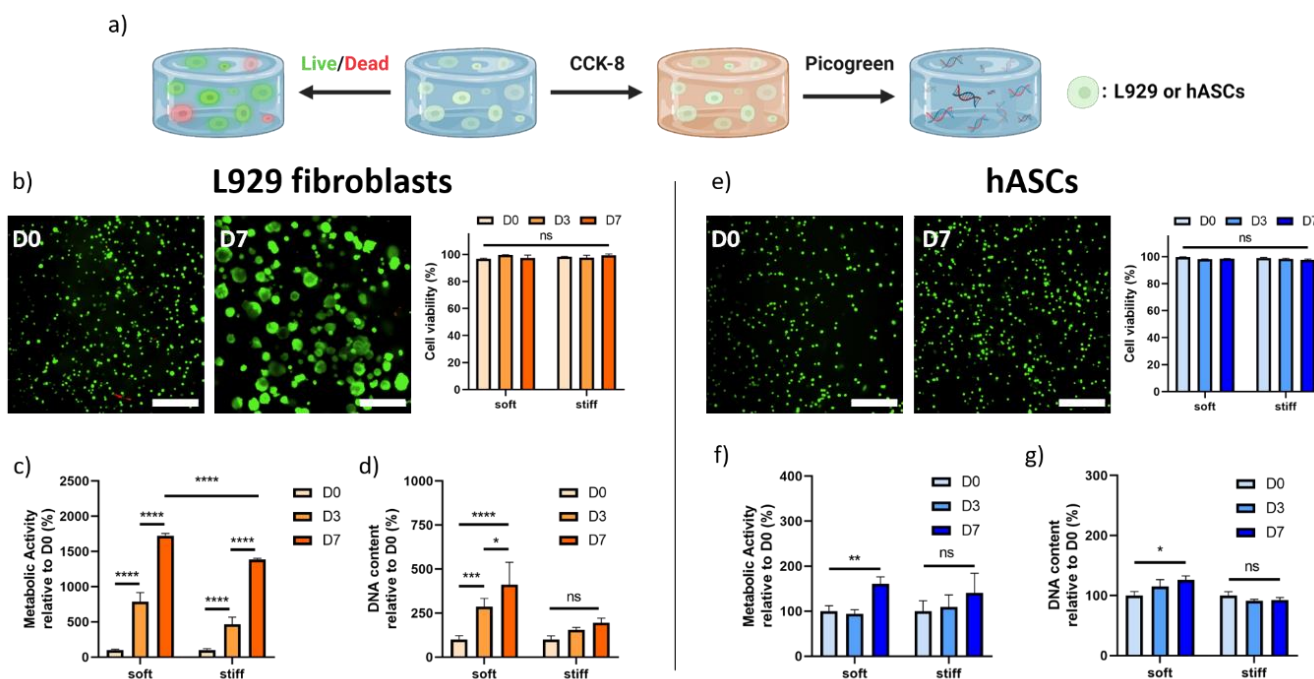 a)
Live/Dead
CCK-8
Picogreen
: L929 or hASCs
b)
L929 fibroblasts
D0
D7
D0 D3 D7
ns
Cell viability (%)
100
80
60
40
20
0
soft stiff
c)
Metabolic Activity
relative to D0 (%)
2500
2000
1500
1000
500
0
****
****
****
****
****
soft stiff
D0
D3
D7
d)
DNA content
relative to D0 (%)
1000
750
500
250
0
****
*
***
ns
soft stiff
D0
D3
D7
e)
hASCs
D0
D7
D0 D3 D7
ns
Cell viability (%)
100
80
60
40
20
0
soft stiff
f)
Metabolic Activity
relative to D0 (%)
400
300
200
100
0
**
ns
soft stiff
D0
D3
D7
g)
DNA content
relative to D0 (%)
300
200
100
0
*
ns
soft stiff
D0
D3
D7